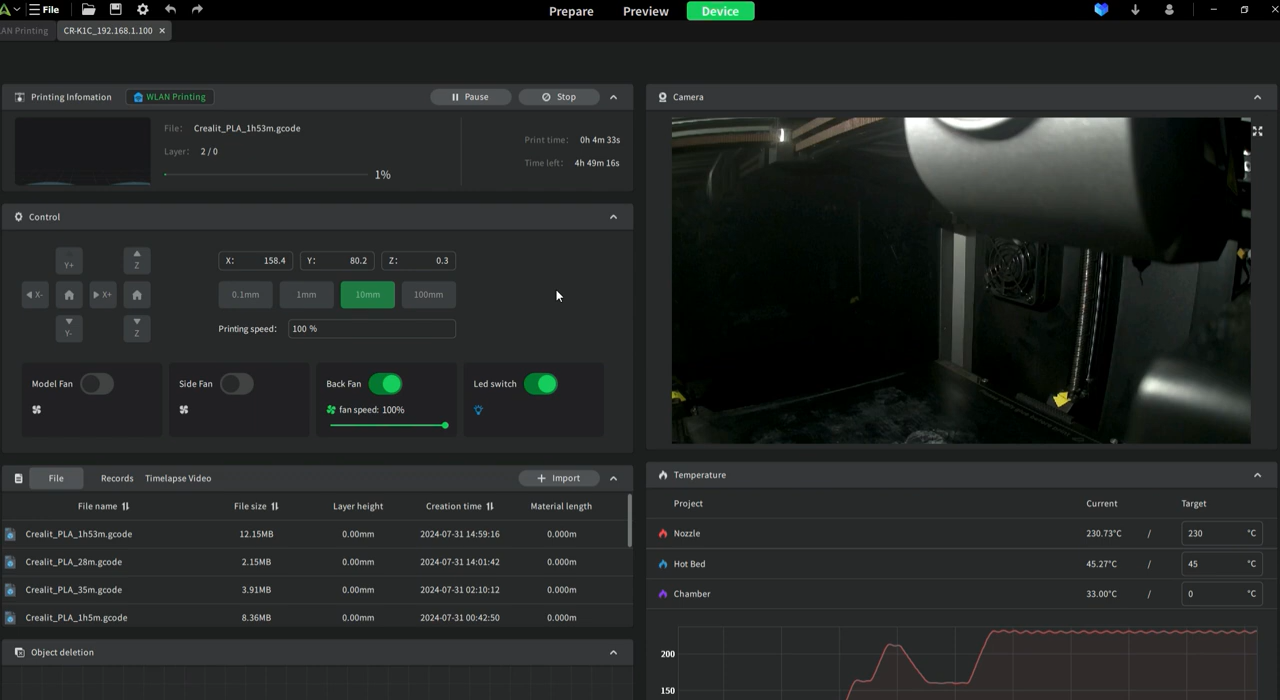 File
Prepare
Preview
Device
AN Printing
CR-K1C_192.168.1.100
Printing Infomation
WLAN Printing
Pause
Stop
File: Crealit_PLA_1h53m.gcode
Layer: 2 / 0
1%
Print time: 0h 4m 33s
Time left: 4h 49m 16s
Control
Y+
Z
X-
X+
Y-
Z
X: 158.4
Y: 80.2
Z: 0.3
0.1mm
1mm
10mm
100mm
Printing speed: 100 %
Model Fan
Side Fan
Back Fan
fan speed: 100%
Led switch
File
Records
Timelapse Video
Import
File name
File size
Layer height
Creation time
Material length
Crealit_PLA_1h53m.gcode 12.15MB 0.00mm 2024-07-31 14:59:16 0.000m
Crealit_PLA_28m.gcode 2.15MB 0.00mm 2024-07-31 14:01:42 0.000m
Crealit_PLA_35m.gcode 3.91MB 0.00mm 2024-07-31 02:10:12 0.000m
Crealit_PLA_1h5m.gcode 8.36MB 0.00mm 2024-07-31 00:42:50 0.000m
Object deletion
Camera
Temperature
Project Current Target
Nozzle 230.73°C / 230 °C
Hot Bed 45.27°C / 45 °C
Chamber 33.00°C / 0 °C
200
150